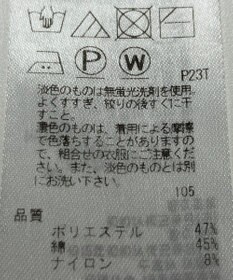 P
W
P23T
淡色のものは無蛍光洗剤を使用。
よくすすぎ、絞りの後すぐに干
すこと。
濃色のものは、着用による摩擦
で色落ちすることがありますの
で、組合せの衣服にご注意くだ
さい。また、淡色のものとは別
にお洗い下さい。
105
品質
ポリエステル 47%
綿 45%
ナイロン 8%